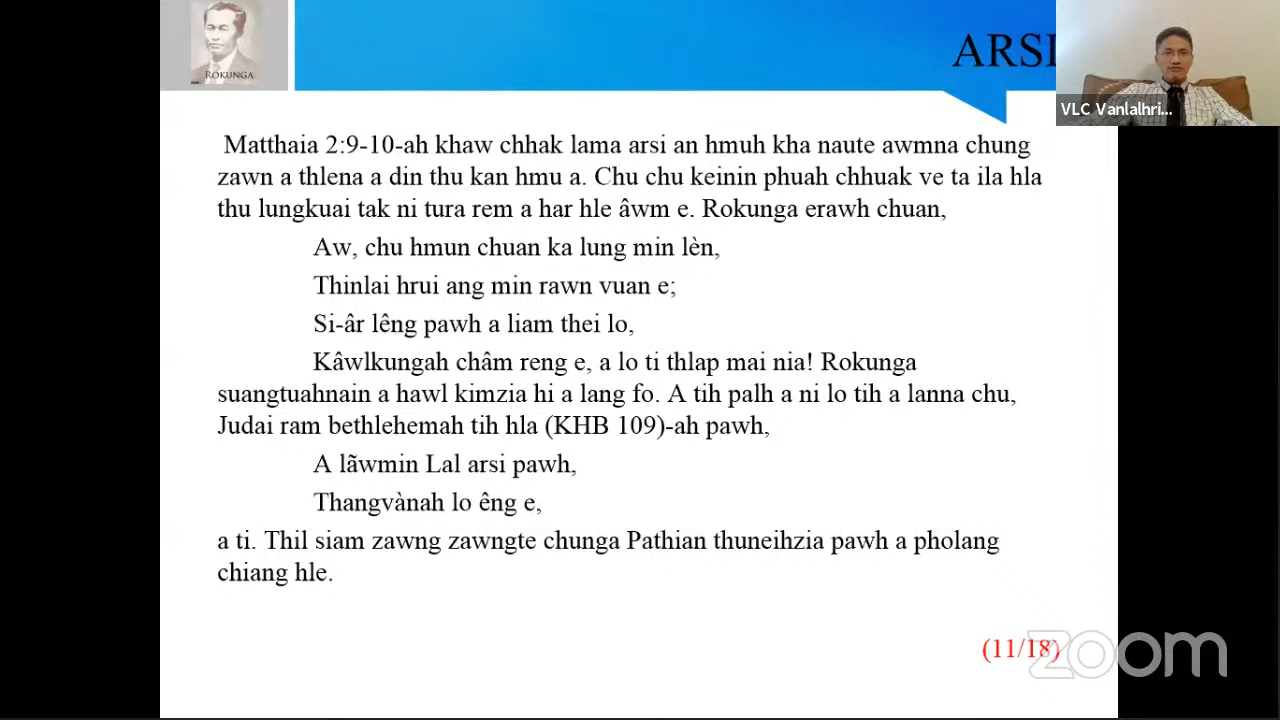 ROKUNGA
ARSI
VLC Vanlalhri...
Matthaia 2:9-10-ah khaw chhak lama arsi an hmuh kha naute awmna chung
zawn a thlena a din thu kan hmu a. Chu chu keinin phuah chhuak ve ta ila hla
thu lungkuai tak ni tura rem a har hle âwm e. Rokunga erawh chuan,
Aw, chu hmun chuan ka lung min lèn,
Thinlai hrui ang min rawn vuan e;
Si-âr lêng pawh a liam thei lo,
Kâwlkungah châm reng e, a lo ti thlap mai nia! Rokunga
suangtuahnain a hawl kimzia hi a lang fo. A tih palh a ni lo tih a lanna chu,
Judai ram bethlehemah tih hla (KHB 109)-ah pawh,
A lãwmin Lal arsi pawh,
Thangvànah lo êng e,
a ti. Thil siam zawng zawngte chunga Pathian thuneihzia pawh a pholang
chiang hle.
(11/18)
zoom